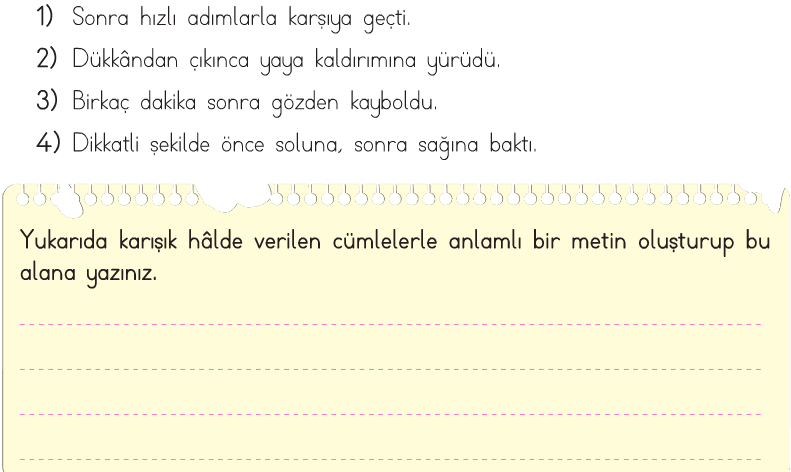 1) Sonra hızlı adımlarla karşıya geçti.
2) Dükkândan çıkınca yaya kaldırımına yürüdü.
3) Birkaç dakika sonra gözden kayboldu.
4) Dikkatli şekilde önce soluna, sonra sağına baktı.
Yukarıda karışık hâlde verilen cümlelerle anlamlı bir metin oluşturup bu
alana yazınız.